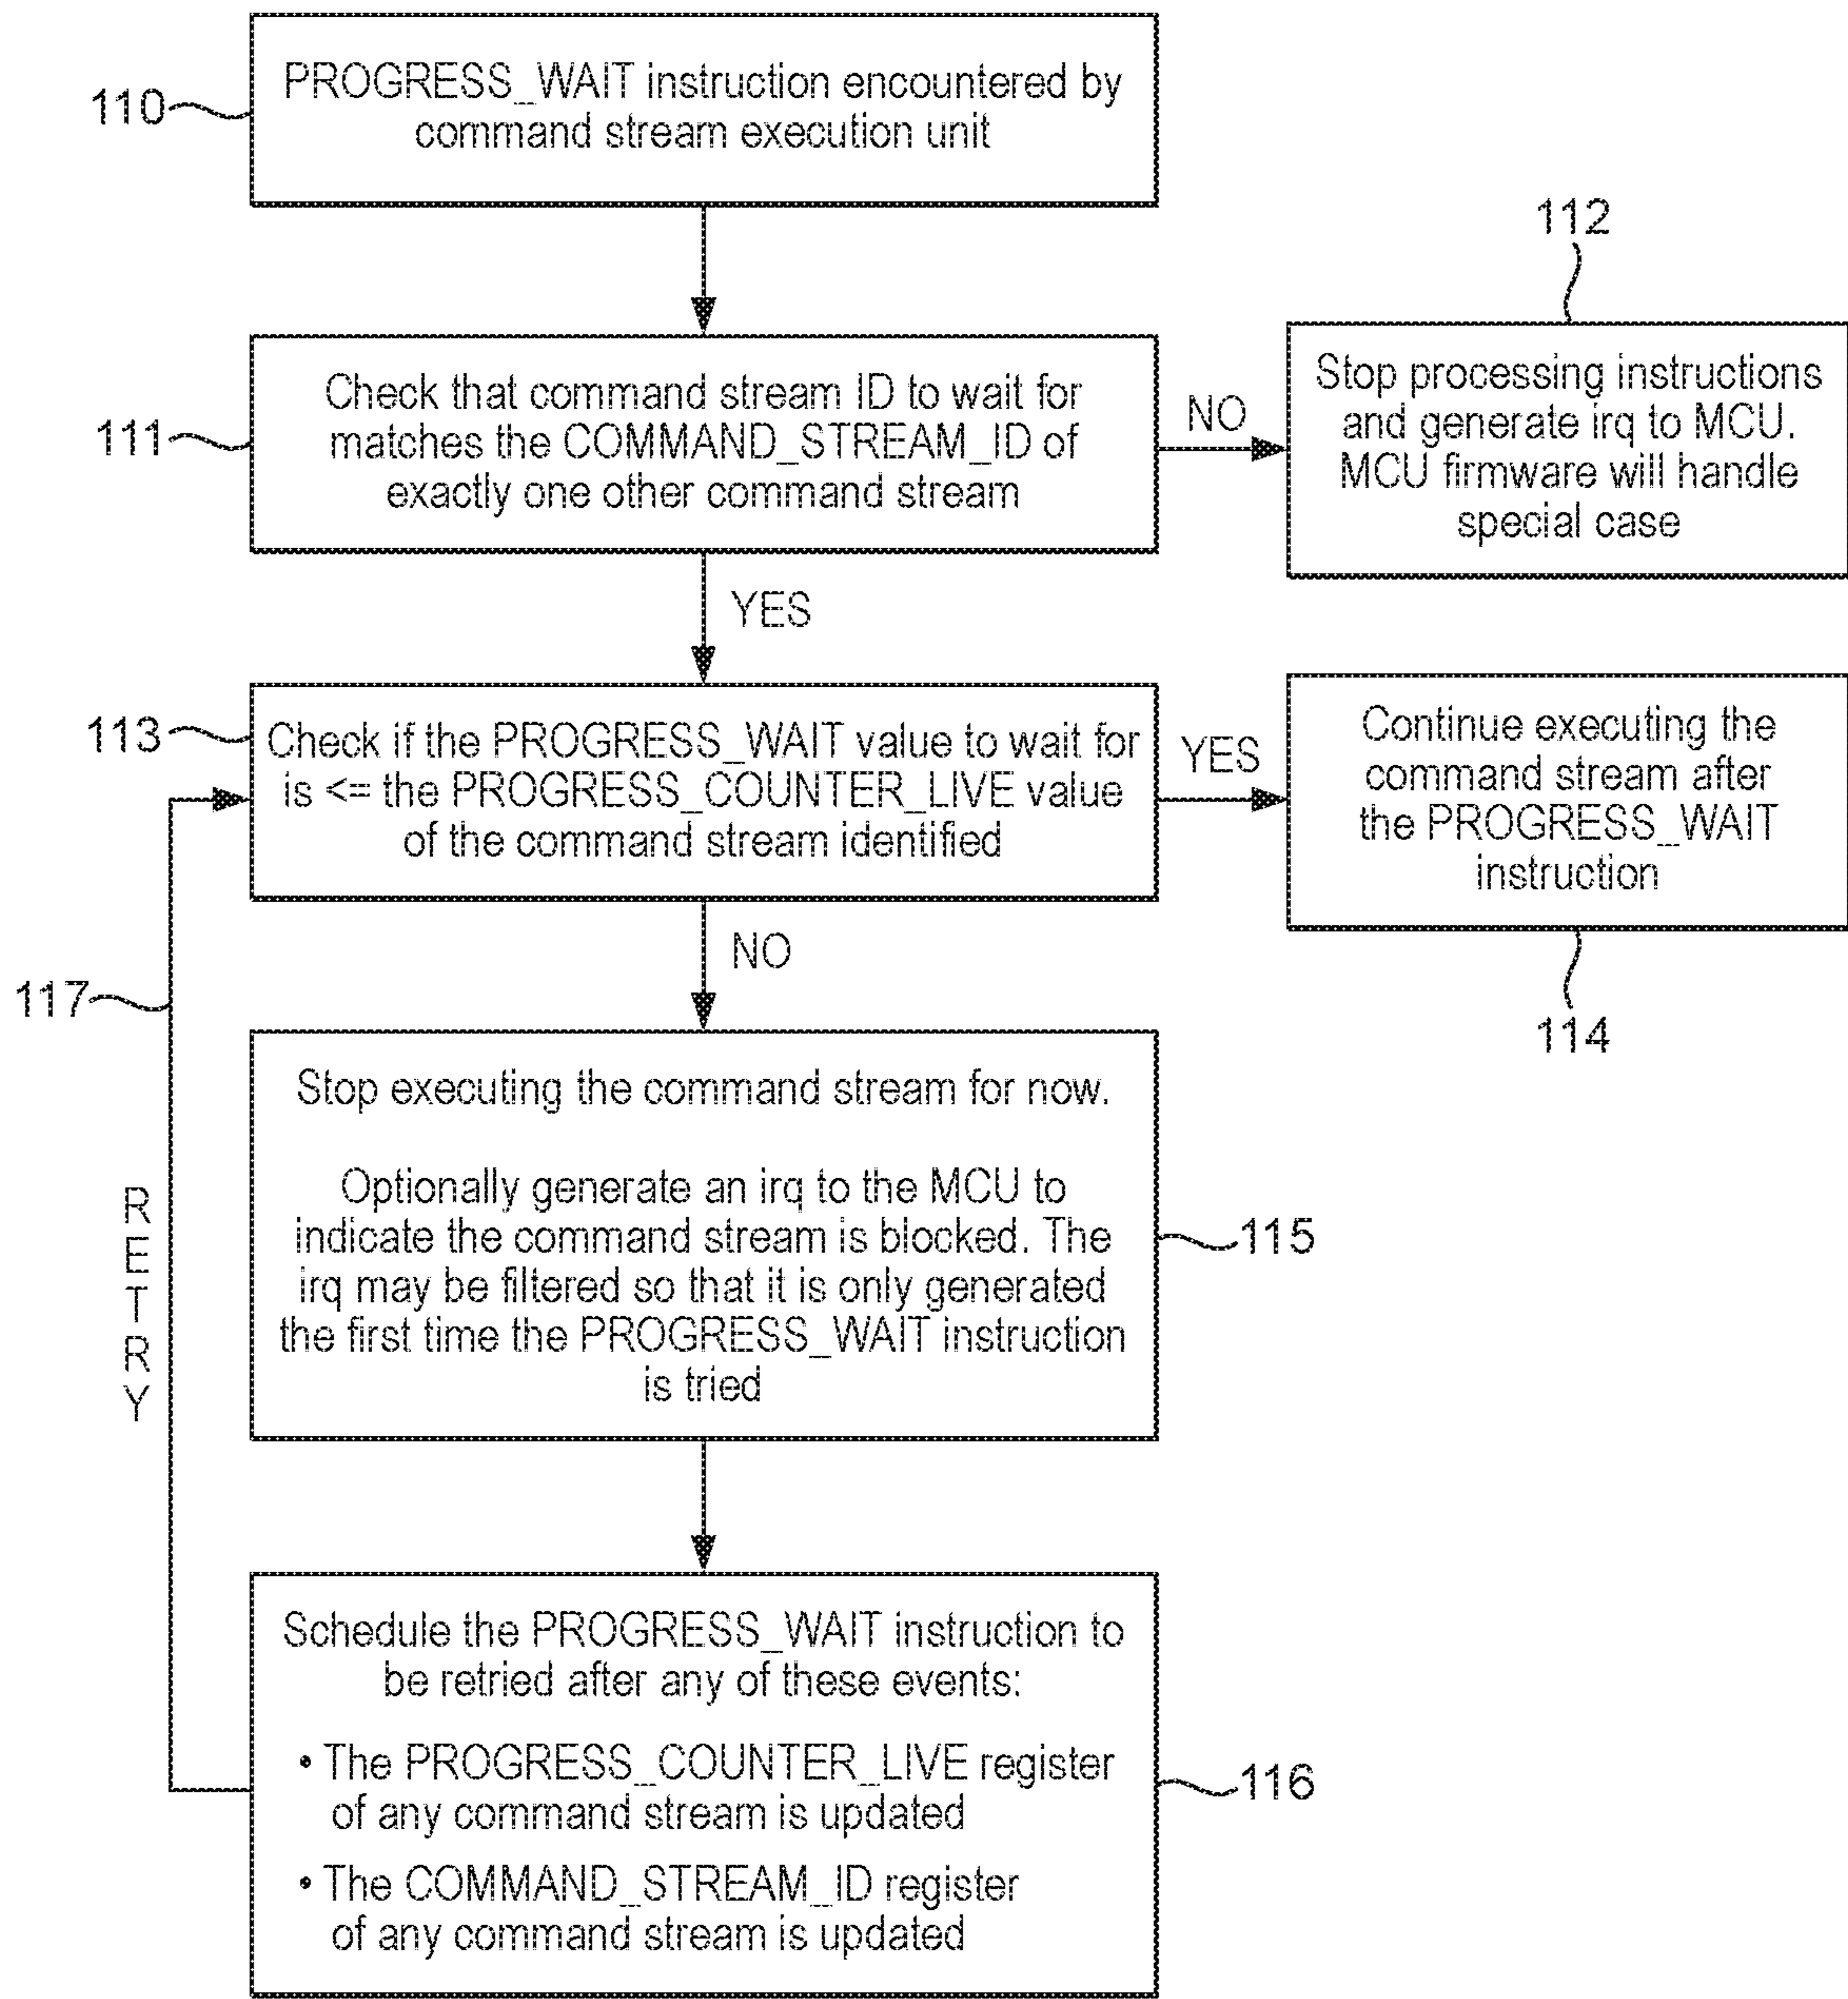 110
PROGRESS_WAIT instruction encountered by
command stream execution unit
112
111
Check that command stream ID to wait for
matches the COMMAND_STREAM_ID of
exactly one other command stream
NO
Stop processing instructions
and generate irq to MCU.
MCU firmware will handle
special case
YES
113
Check if the PROGRESS_WAIT value to wait for
is <= the PROGRESS_COUNTER_LIVE value
of the command stream identified
YES
Continue executing the
command stream after
the PROGRESS_WAIT
instruction
114
NO
117
RETRY
Stop executing the command stream for now.
Optionally generate an irq to the MCU to
indicate the command stream is blocked. The
irq may be filtered so that it is only generated
the first time the PROGRESS_WAIT instruction
is tried
115
Schedule the PROGRESS_WAIT instruction to
be retried after any of these events:
• The PROGRESS_COUNTER_LIVE register
of any command stream is updated
• The COMMAND_STREAM_ID register
of any command stream is updated
116